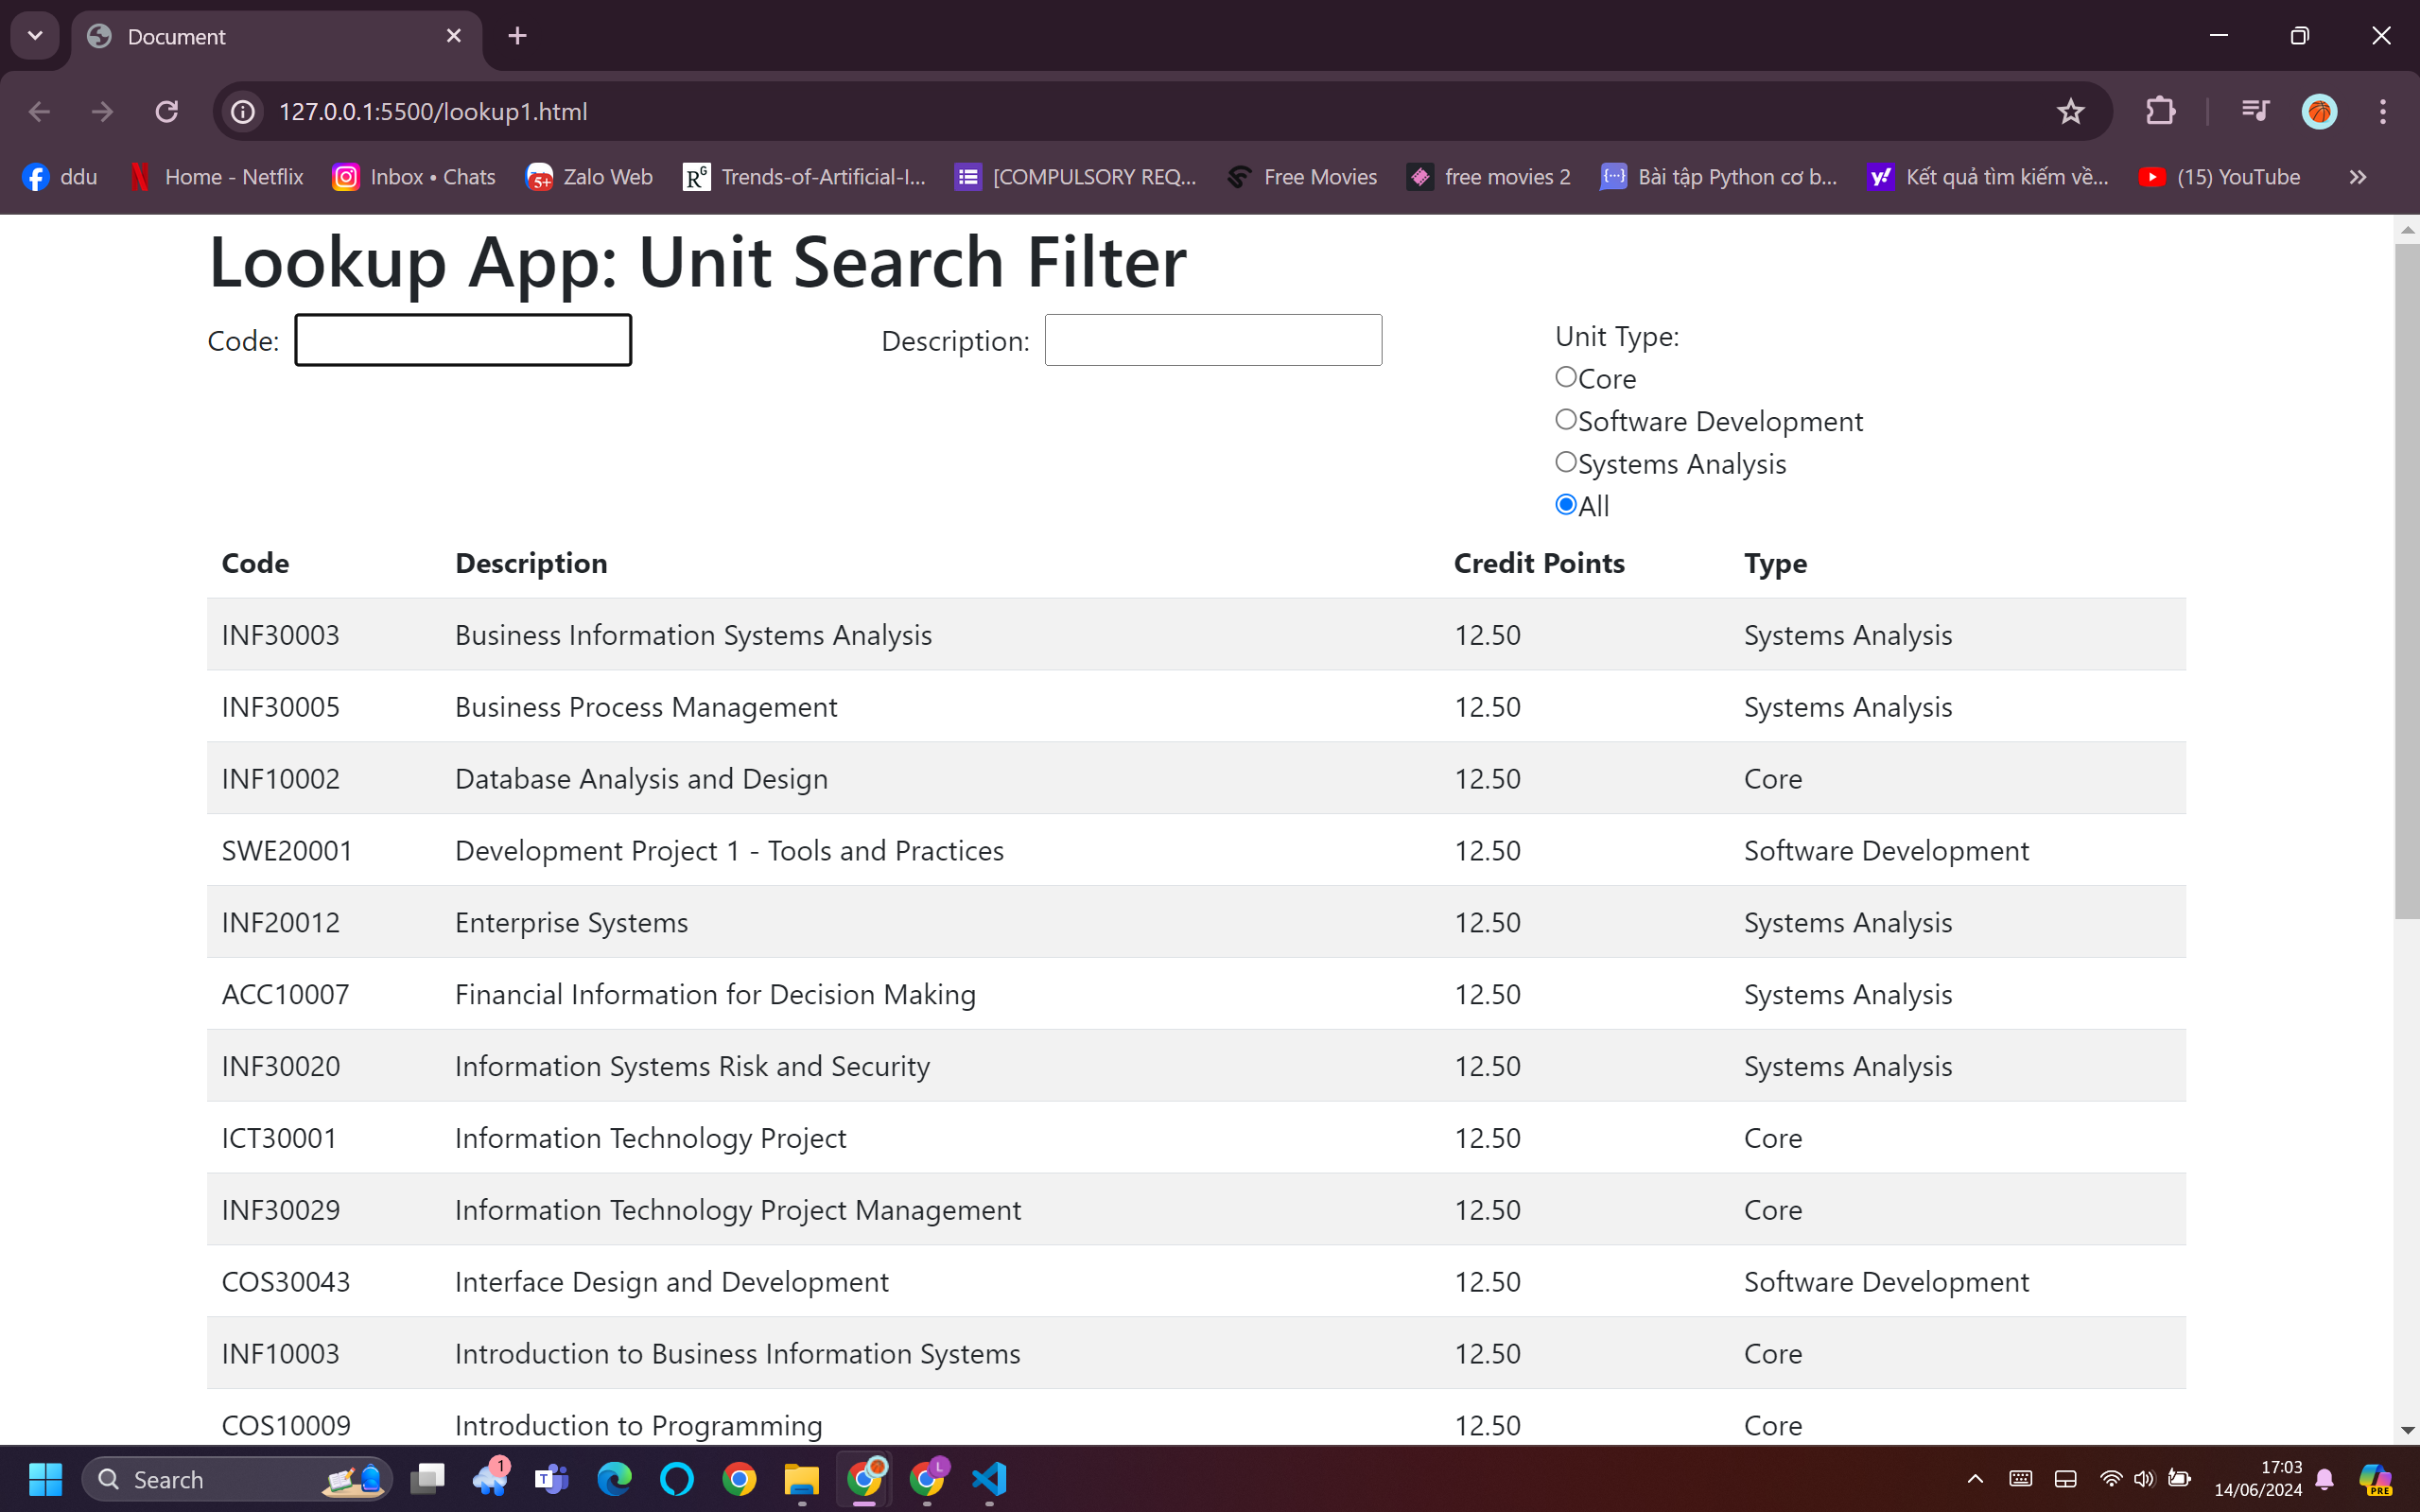 Document
127.0.0.1:5500/lookup1.html
ddu
Home - Netflix
Inbox • Chats
5+
Zalo Web
RG
Trends-of-Artificial-I...
[COMPULSORY REQ...
Free Movies
free movies 2
{···}
Bài tập Python cơ b...
y!
Kết quả tìm kiếm về...
(15) YouTube
Lookup App: Unit Search Filter
Code:
Description:
Unit Type:
Core
Software Development
Systems Analysis
All
Code Description Credit Points Type
INF30003 Business Information Systems Analysis 12.50 Systems Analysis
INF30005 Business Process Management 12.50 Systems Analysis
INF10002 Database Analysis and Design 12.50 Core
SWE20001 Development Project 1 - Tools and Practices 12.50 Software Development
INF20012 Enterprise Systems 12.50 Systems Analysis
ACC10007 Financial Information for Decision Making 12.50 Systems Analysis
INF30020 Information Systems Risk and Security 12.50 Systems Analysis
ICT30001 Information Technology Project 12.50 Core
INF30029 Information Technology Project Management 12.50 Core
COS30043 Interface Design and Development 12.50 Software Development
INF10003 Introduction to Business Information Systems 12.50 Core
COS10009 Introduction to Programming 12.50 Core
Search
1
T
L
17:03
14/06/2024
PRE